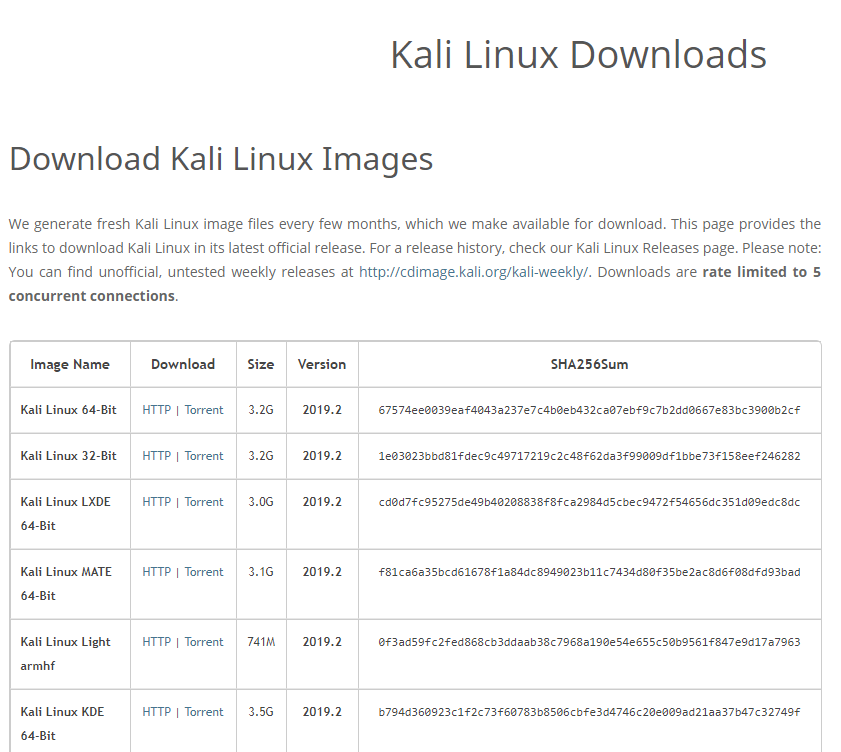 Kali Linux Downloads
Download Kali Linux Images
We generate fresh Kali Linux image files every few months, which we make available for download. This page provides the
links to download Kali Linux in its latest official release. For a release history, check our Kali Linux Releases page. Please note:
You can find unofficial, untested weekly releases at http://cdimage.kali.org/kali-weekly/. Downloads are rate limited to 5
concurrent connections.
Image Name Download Size Version SHA256Sum
Kali Linux 64-Bit HTTP | Torrent 3.2G 2019.2 67574ee0039eaf4043a237e7c4b0eb432ca07ebf9c7b2dd0667e83bc3900b2cf
Kali Linux 32-Bit HTTP | Torrent 3.2G 2019.2 1e03023bbd81fdec9c49717219c2c48f62da3f99009df1bbe73f158eef246282
Kali Linux LXDE HTTP | Torrent 3.0G 2019.2 cd0d7fc95275de49b40208838f8fca2984d5cbec9472f54656dc351d09edc8dc
64-Bit
Kali Linux MATE HTTP | Torrent 3.1G 2019.2 f81ca6a35bcd61678f1a84dc8949023b11c7434d80f35be2ac8d6f08dfd93bad
64-Bit
Kali Linux Light HTTP | Torrent 741M 2019.2 0f3ad59fc2fed868cb3ddaab38c7968a190e54e655c50b9561f847e9d17a7963
armhf
Kali Linux KDE HTTP | Torrent 3.5G 2019.2 b794d360923c1f2c73f60783b8506cbfe3d4746c20e009ad21aa37b47c32749f
64-Bit